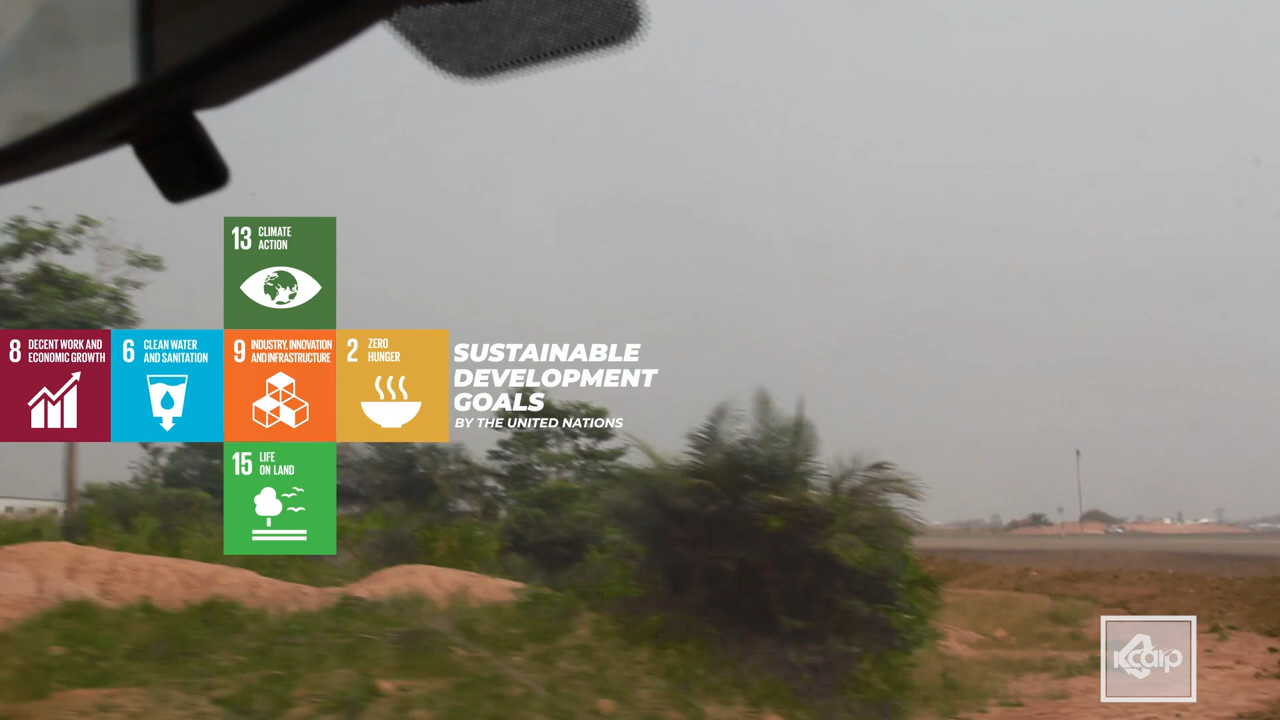 13 CLIMATE
ACTION
8 DECENT WORK AND
ECONOMIC GROWTH
6 CLEAN WATER
AND SANITATION
9 INDUSTRY, INNOVATION
AND INFRASTRUCTURE
2 ZERO
HUNGER
SUSTAINABLE
DEVELOPMENT
GOALS
BY THE UNITED NATIONS
15 LIFE
ON LAND
kcarp